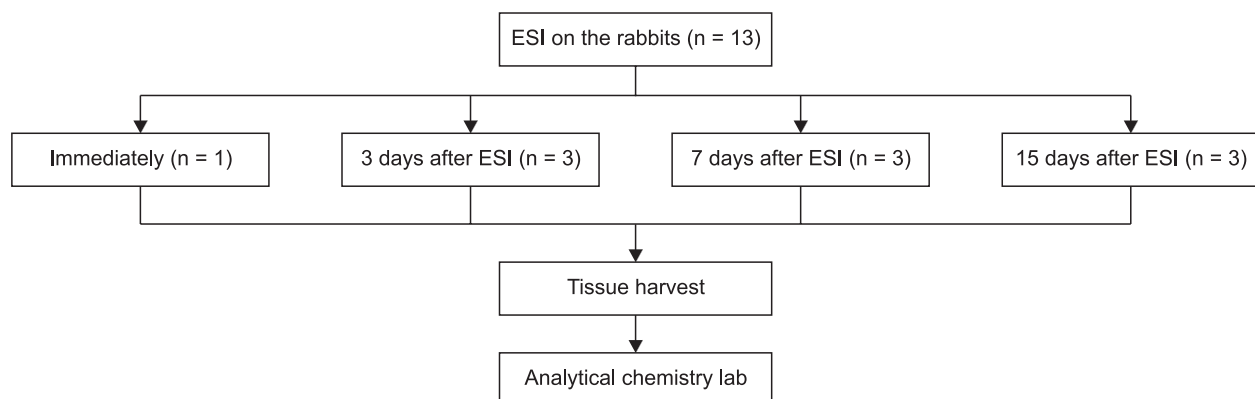 ESI on the rabbits (n = 13)
Immediately (n = 1)
3 days after ESI (n = 3)
7 days after ESI (n = 3)
15 days after ESI (n = 3)
Tissue harvest
Analytical chemistry lab